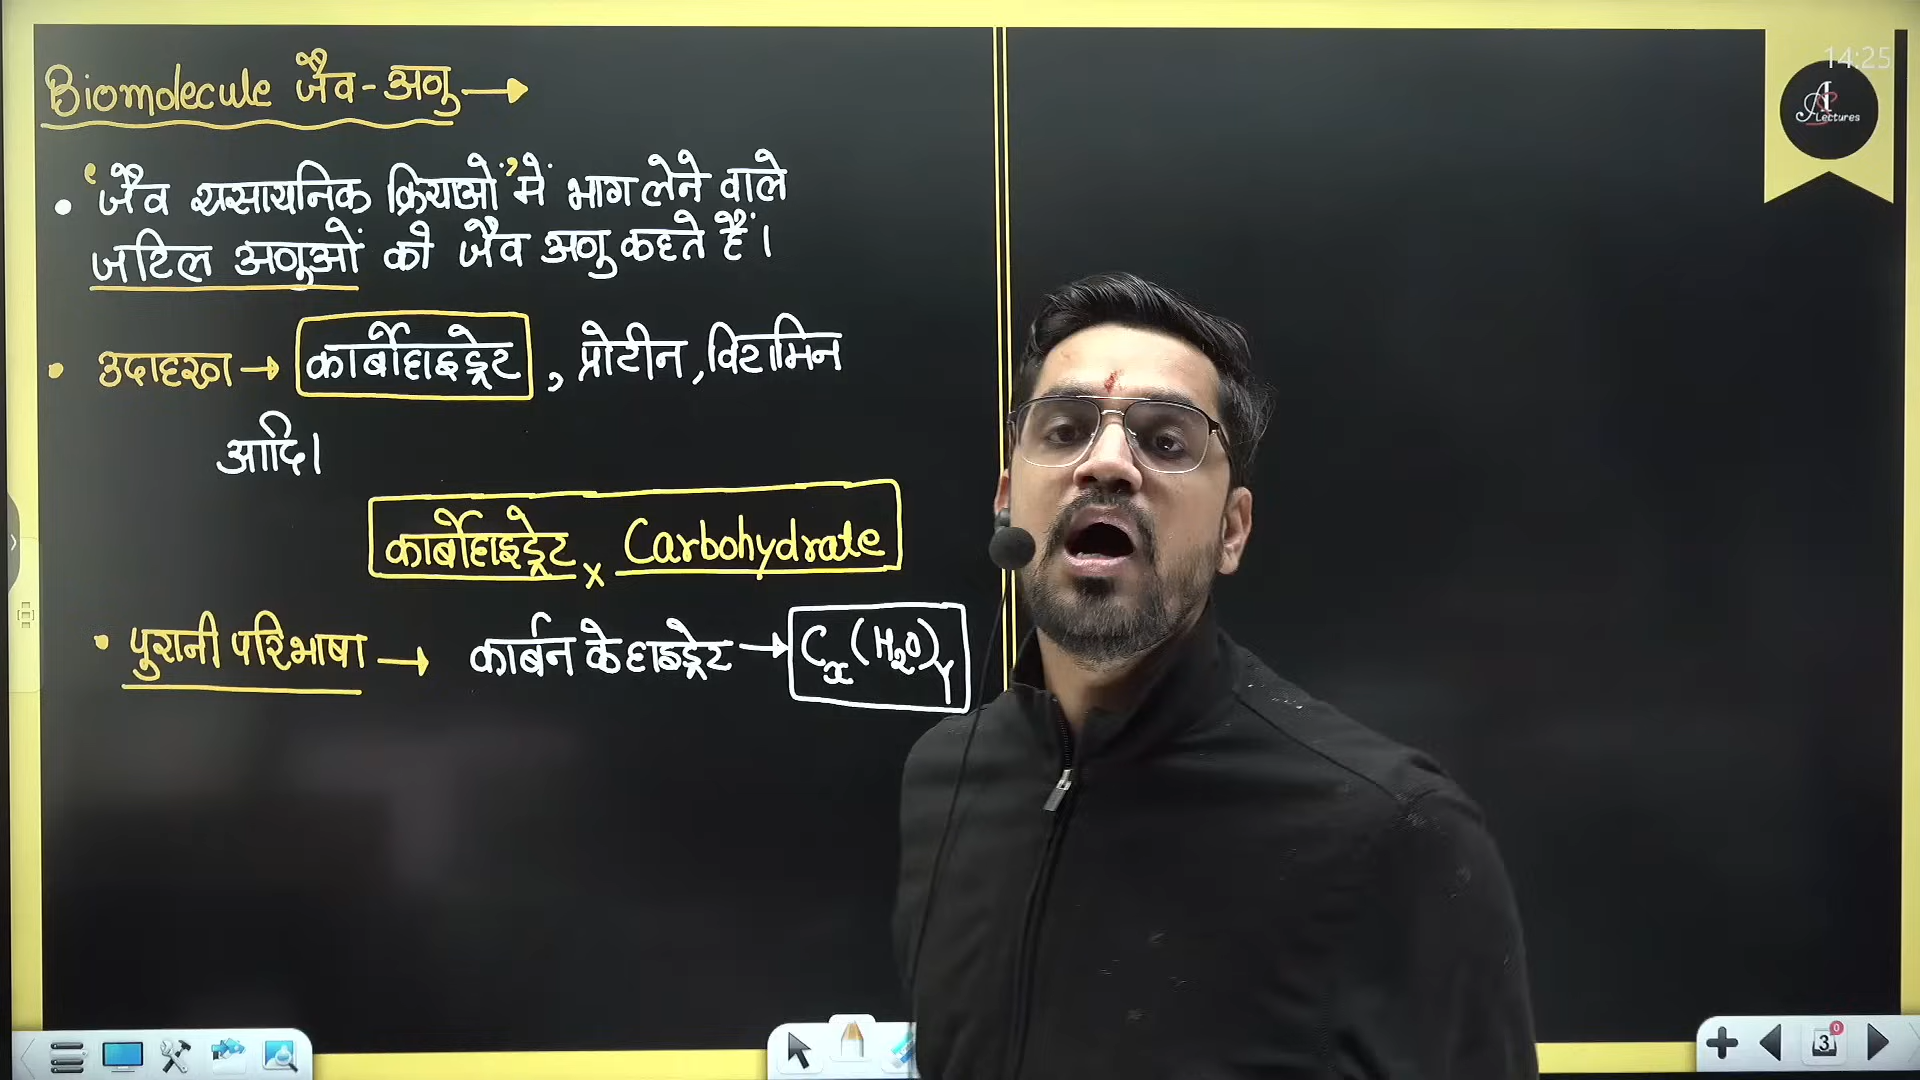 Biomolecule जैव-अणु →
• 'जैव रासायनिक क्रियाओं' में भाग लेने वाले
जटिल अणुओं को जैव अणु कहते हैं।
• उदाहरण → कार्बोहाइड्रेट, प्रोटीन, विटामिन
आदि।
कार्बोहाइड्रेट x Carbohydrate
• पुरानी परिभाषा → कार्बन के हाइड्रेट → Cx(H2O)Y
14:25
A S Lectures
3
0